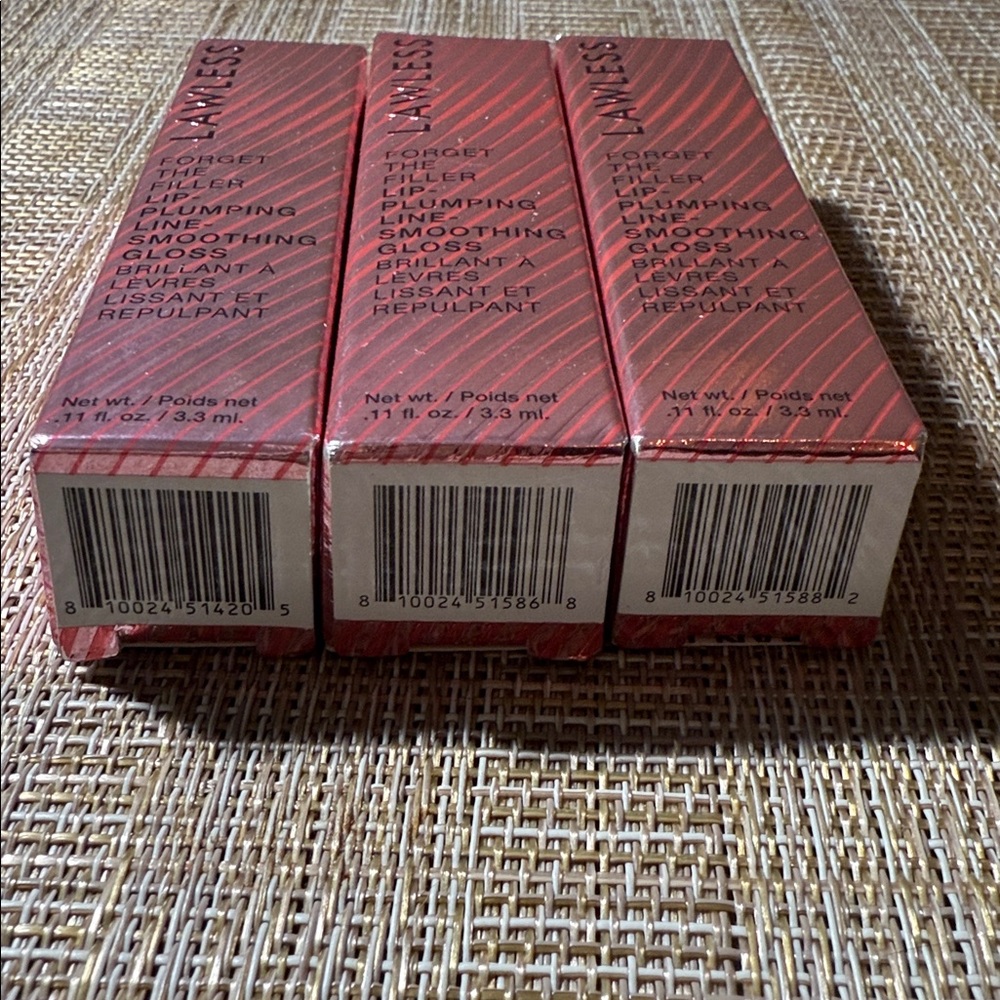 LAWLESS
FORGET
THE
FILLER
LIP-
PLUMPING
LINE-
SMOOTHING
GLOSS
BRILLANT À
LÈVRES
LISSANT ET
REPULPANT
Net wt. / Poids net
.11 fl. oz. / 3.3 ml.
8 10024 51420 5
LAWLESS
FORGET
THE
FILLER
LIP-
PLUMPING
LINE-
SMOOTHING
GLOSS
BRILLANT À
LÈVRES
LISSANT ET
REPULPANT
Net wt. / Poids net
.11 fl. oz. / 3.3 ml.
8 10024 51586 8
LAWLESS
FORGET
THE
FILLER
LIP-
PLUMPING
LINE-
SMOOTHING
GLOSS
BRILLANT À
LÈVRES
LISSANT ET
REPULPANT
Net wt. / Poids net
.11 fl. oz. / 3.3 ml.
8 10024 51588 2